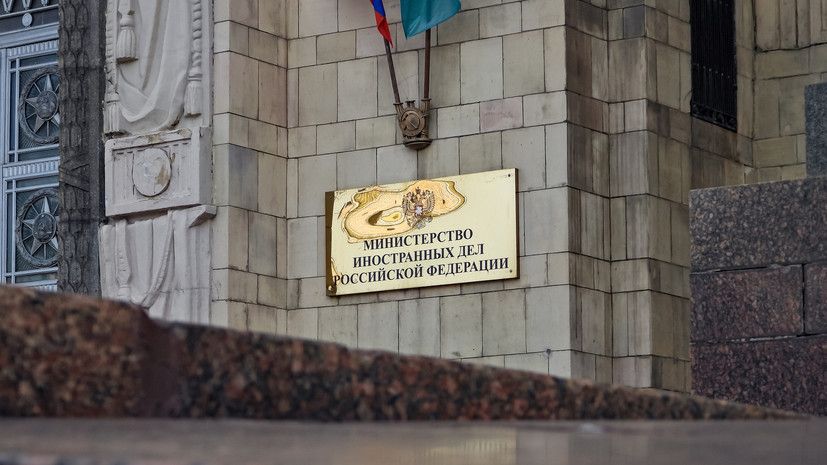 МИНИСТЕРСТВО
ИНОСТРАННЫХ ДЕЛ
РОССИЙСКОЙ ФЕДЕРАЦИИ